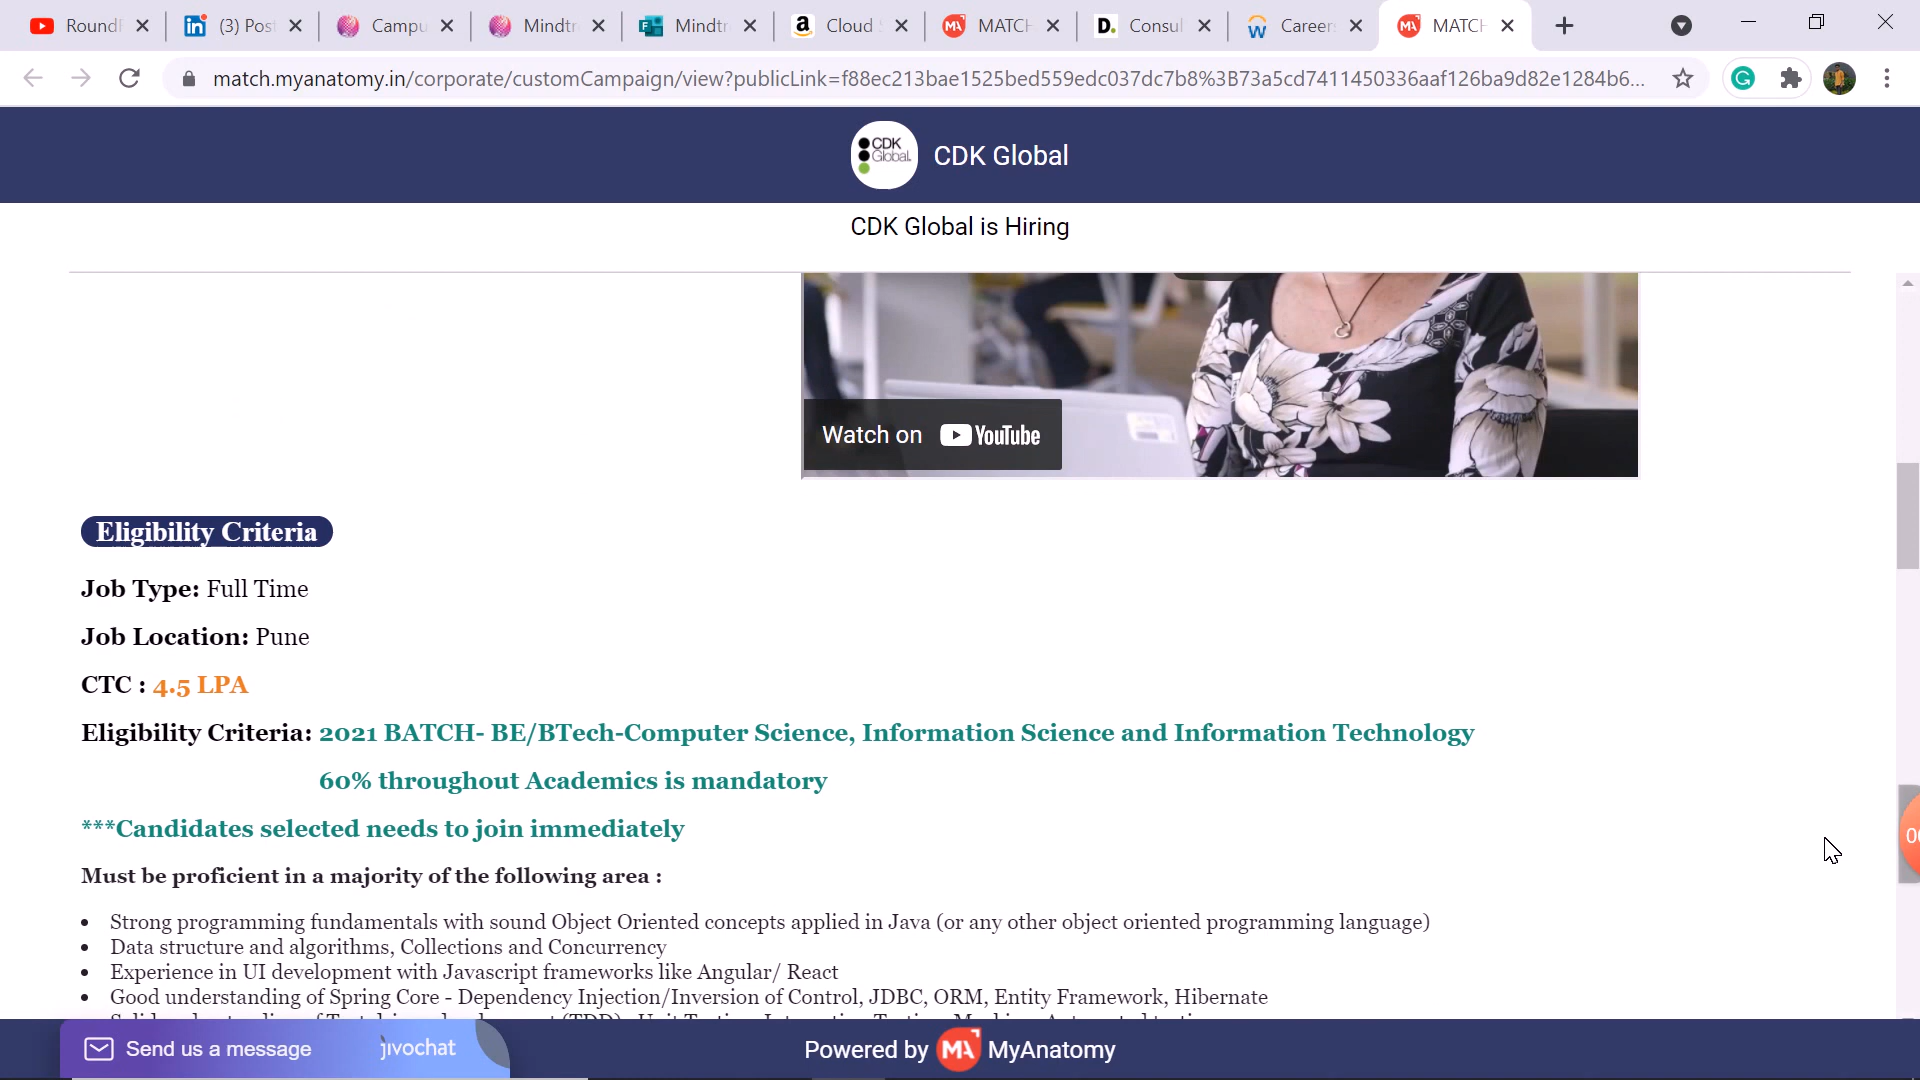 Round
(3) Pos
Campu
Mindtr
Mindtr
Cloud S
MATCH
D. Consul
Career
MATCH
match.myanatomy.in/corporate/customCampaign/view?publicLink=f88ec213bae1525bed559edc037dc7b8%3B73a5cd7411450336aaf126ba9d82e1284b6...
CDK Global. CDK Global
CDK Global is Hiring
Watch on YouTube
Eligibility Criteria
Job Type: Full Time
Job Location: Pune
CTC : 4.5 LPA
Eligibility Criteria: 2021 BATCH- BE/BTech-Computer Science, Information Science and Information Technology
60% throughout Academics is mandatory
***Candidates selected needs to join immediately
Must be proficient in a majority of the following area :
• Strong programming fundamentals with sound Object Oriented concepts applied in Java (or any other object oriented programming language)
• Data structure and algorithms, Collections and Concurrency
• Experience in UI development with Javascript frameworks like Angular/ React
• Good understanding of Spring Core - Dependency Injection/Inversion of Control, JDBC, ORM, Entity Framework, Hibernate
Send us a message jivochat
Powered by MA MyAnatomy